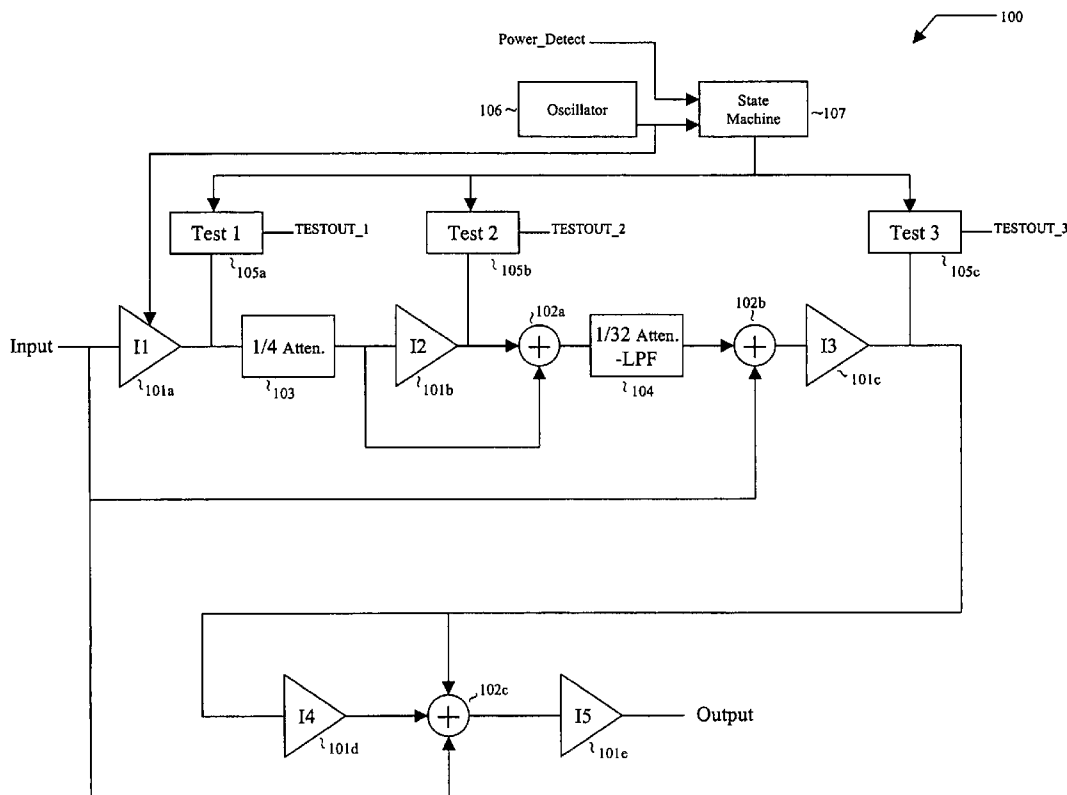 100
Power_Detect
106
Oscillator
State
Machine
107
Test 1
TESTOUT_1
105a
Test 2
TESTOUT_2
105b
Test 3
TESTOUT_3
105c
Input
I1
101a
1/4 Atten.
103
I2
101b
102a
+
1/32 Atten.
-LPF
104
102b
+
I3
101c
I4
101d
102c
+
I5
101e
Output